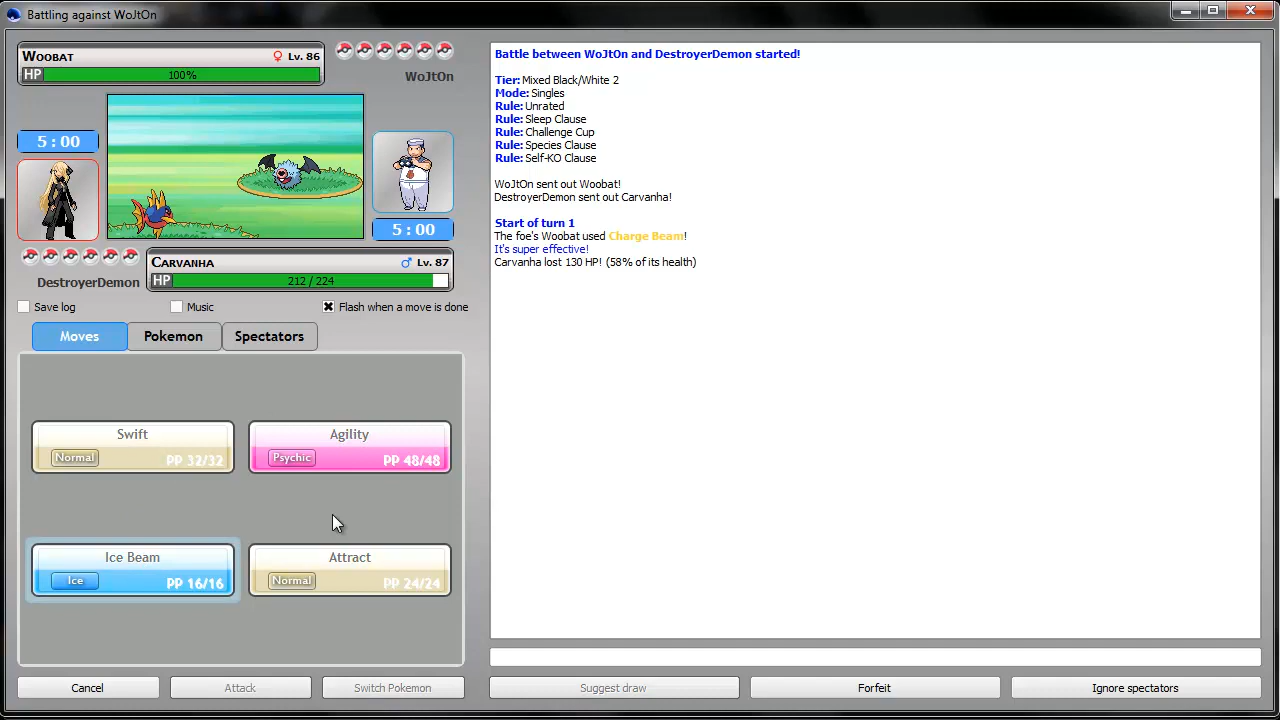 Battling against WoJtOn
WOOBAT ♀ Lv. 86
HP 100%
WoJtOn
5:00
5:00
CARVANHA ♂ Lv. 87
HP 212 / 224
DestroyerDemon
Save log Music Flash when a move is done
Moves Pokemon Spectators
Swift
Normal PP 32/32
Agility
Psychic PP 48/48
Ice Beam
Ice PP 16/16
Attract
Normal PP 24/24
Cancel Attack Switch Pokemon
Battle between WoJtOn and DestroyerDemon started!
Tier: Mixed Black/White 2
Mode: Singles
Rule: Unrated
Rule: Sleep Clause
Rule: Challenge Cup
Rule: Species Clause
Rule: Self-KO Clause
WoJtOn sent out Woobat!
DestroyerDemon sent out Carvanha!
Start of turn 1
The foe's Woobat used Charge Beam!
It's super effective!
Carvanha lost 130 HP! (58% of its health)
Suggest draw Forfeit Ignore spectators